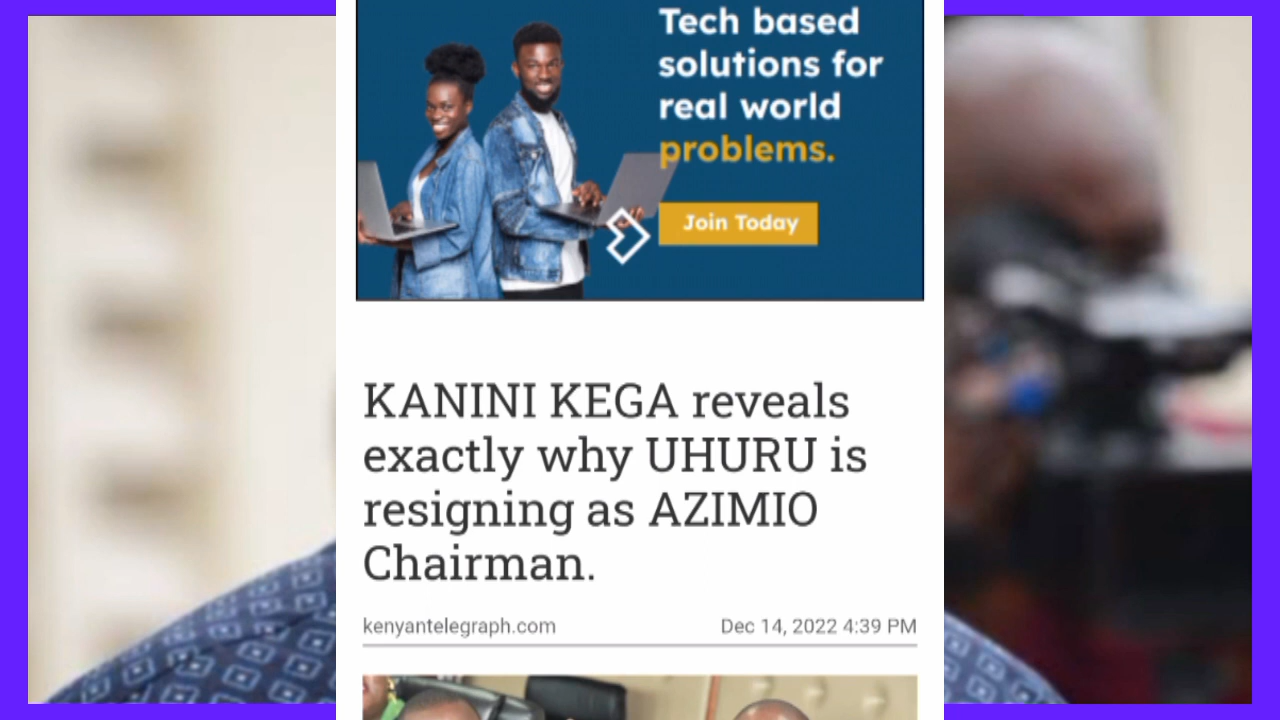 Tech based
solutions for
real world
problems.
Join Today
KANINI KEGA reveals
exactly why UHURU is
resigning as AZIMIO
Chairman.
kenyantelegraph.com Dec 14, 2022 4:39 PM